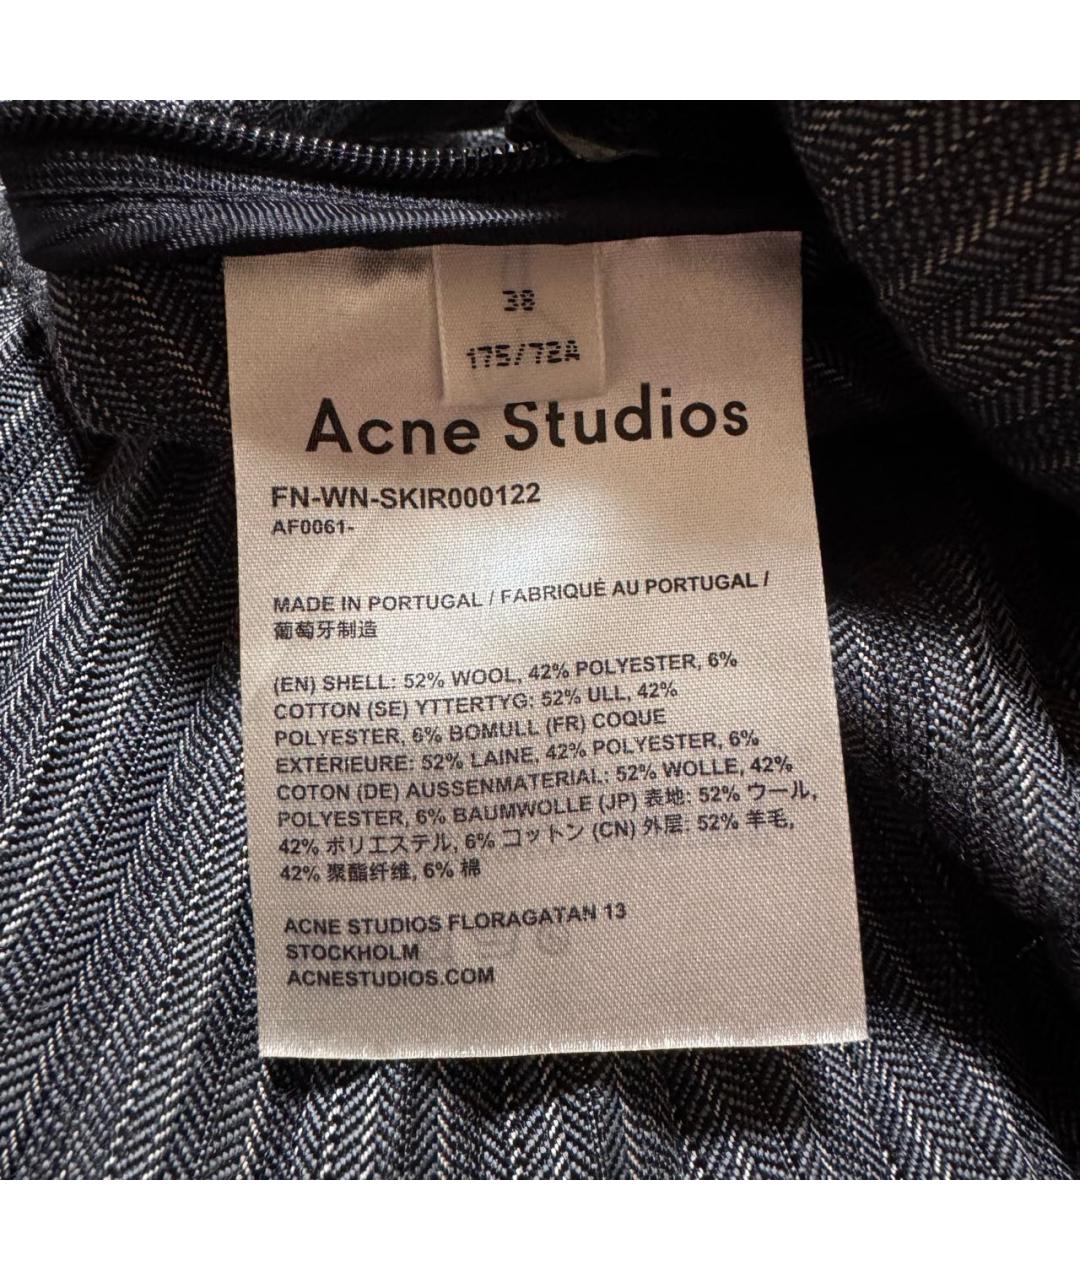 38
175/72A
Acne Studios
FN-WN-SKIR000122
AF0061-
MADE IN PORTUGAL / FABRIQUÉ AU PORTUGAL /
葡萄牙制造
(EN) SHELL: 52% WOOL, 42% POLYESTER, 6%
COTTON (SE) YTTERTYG: 52% ULL, 42%
POLYESTER, 6% BOMULL (FR) COQUE
EXTÉRIEURE: 52% LAINE, 42% POLYESTER, 6%
COTON (DE) AUSSENMATERIAL: 52% WOLLE, 42%
POLYESTER, 6% BAUMWOLLE (JP) 表地: 52% ウール,
42% ポリエステル, 6% コットン (CN) 外层: 52% 羊毛,
42% 聚酯纤维, 6% 棉
ACNE STUDIOS FLORAGATAN 13
STOCKHOLM
ACNESTUDIOS.COM